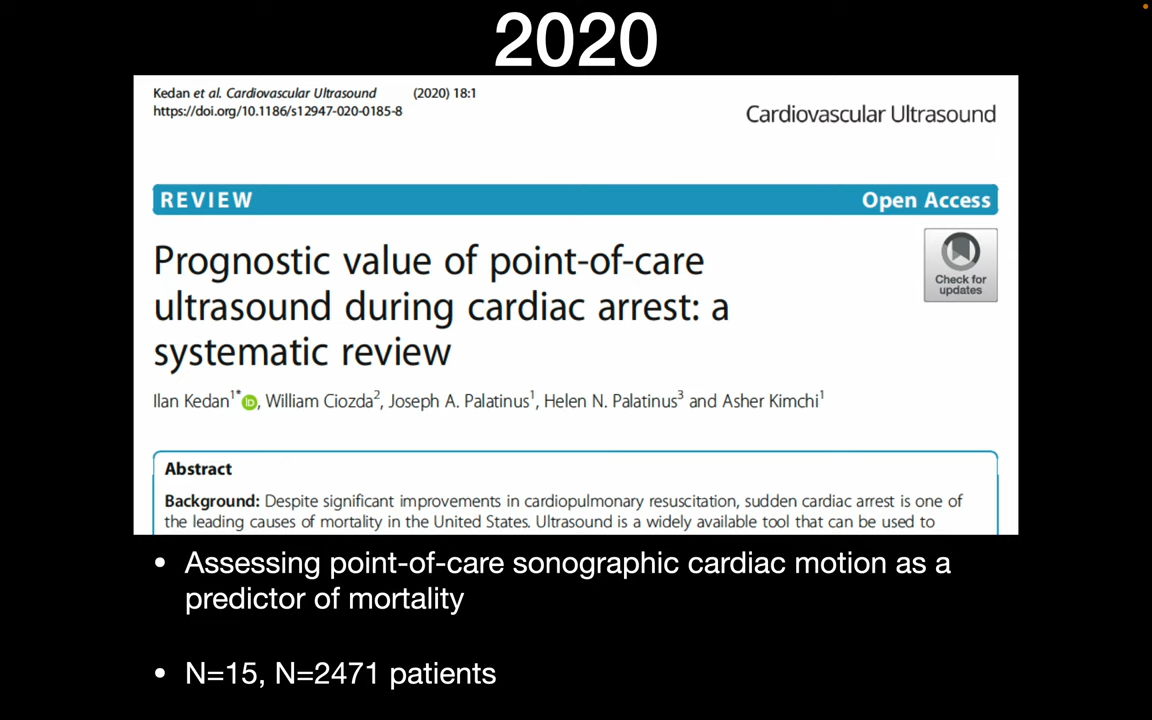 2020
Kedan et al. Cardiovascular Ultrasound (2020) 18:1
https://doi.org/10.1186/s12947-020-0185-8
Cardiovascular Ultrasound
REVIEW Open Access
Prognostic value of point-of-care
ultrasound during cardiac arrest: a
systematic review
Check for
updates
Ilan Kedan1* iD, William Ciozda2, Joseph A. Palatinus1, Helen N. Palatinus3 and Asher Kimchi1
Abstract
Background: Despite significant improvements in cardiopulmonary resuscitation, sudden cardiac arrest is one of
the leading causes of mortality in the United States. Ultrasound is a widely available tool that can be used to
• Assessing point-of-care sonographic cardiac motion as a
predictor of mortality
• N=15, N=2471 patients